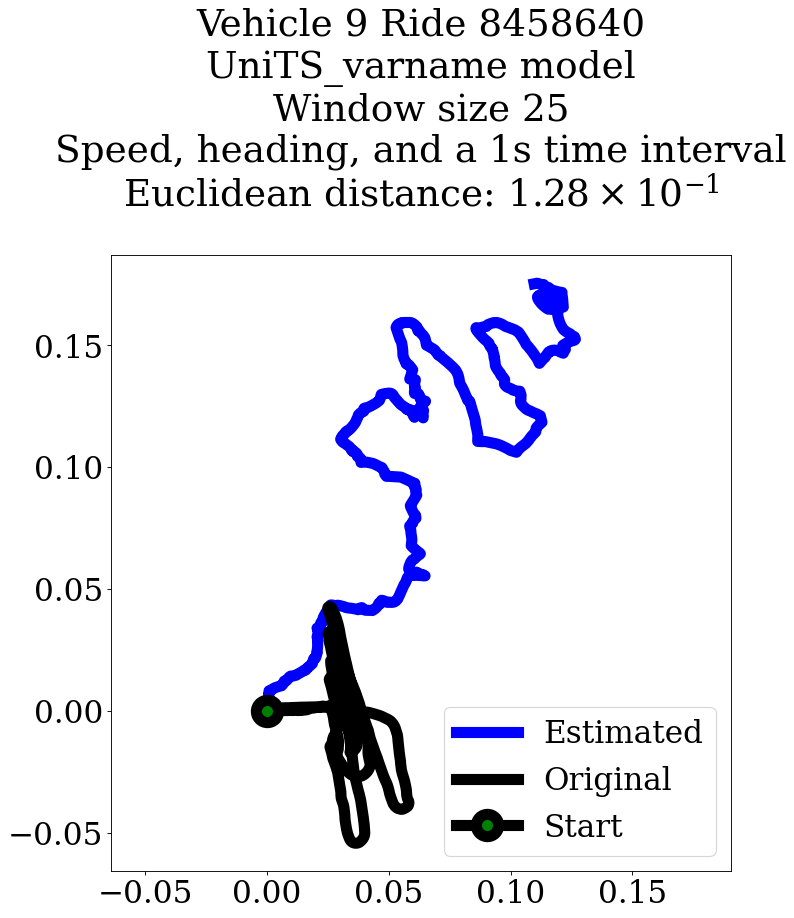 Vehicle 9 Ride 8458640
UniTS_varname model
Window size 25
Speed, heading, and a 1s time interval
Euclidean distance: 1.28 × 10⁻¹
0.15
0.10
0.05
0.00
−0.05
−0.05 0.00 0.05 0.10 0.15
Estimated
Original
Start